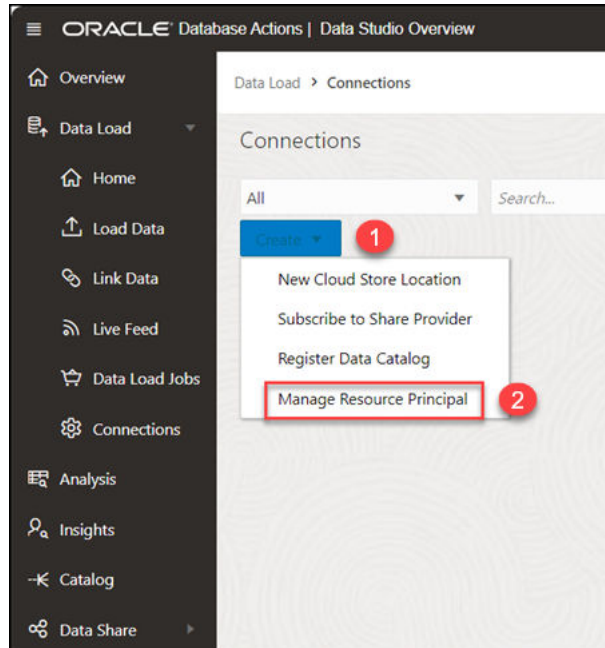 ORACLE Database Actions | Data Studio Overview
Overview
Data Load > Connections
Data Load
Connections
Home
All
Search...
Load Data
Create
1
Link Data
New Cloud Store Location
Subscribe to Share Provider
Live Feed
Register Data Catalog
Data Load Jobs
Manage Resource Principal
2
Connections
Analysis
Insights
Catalog
Data Share